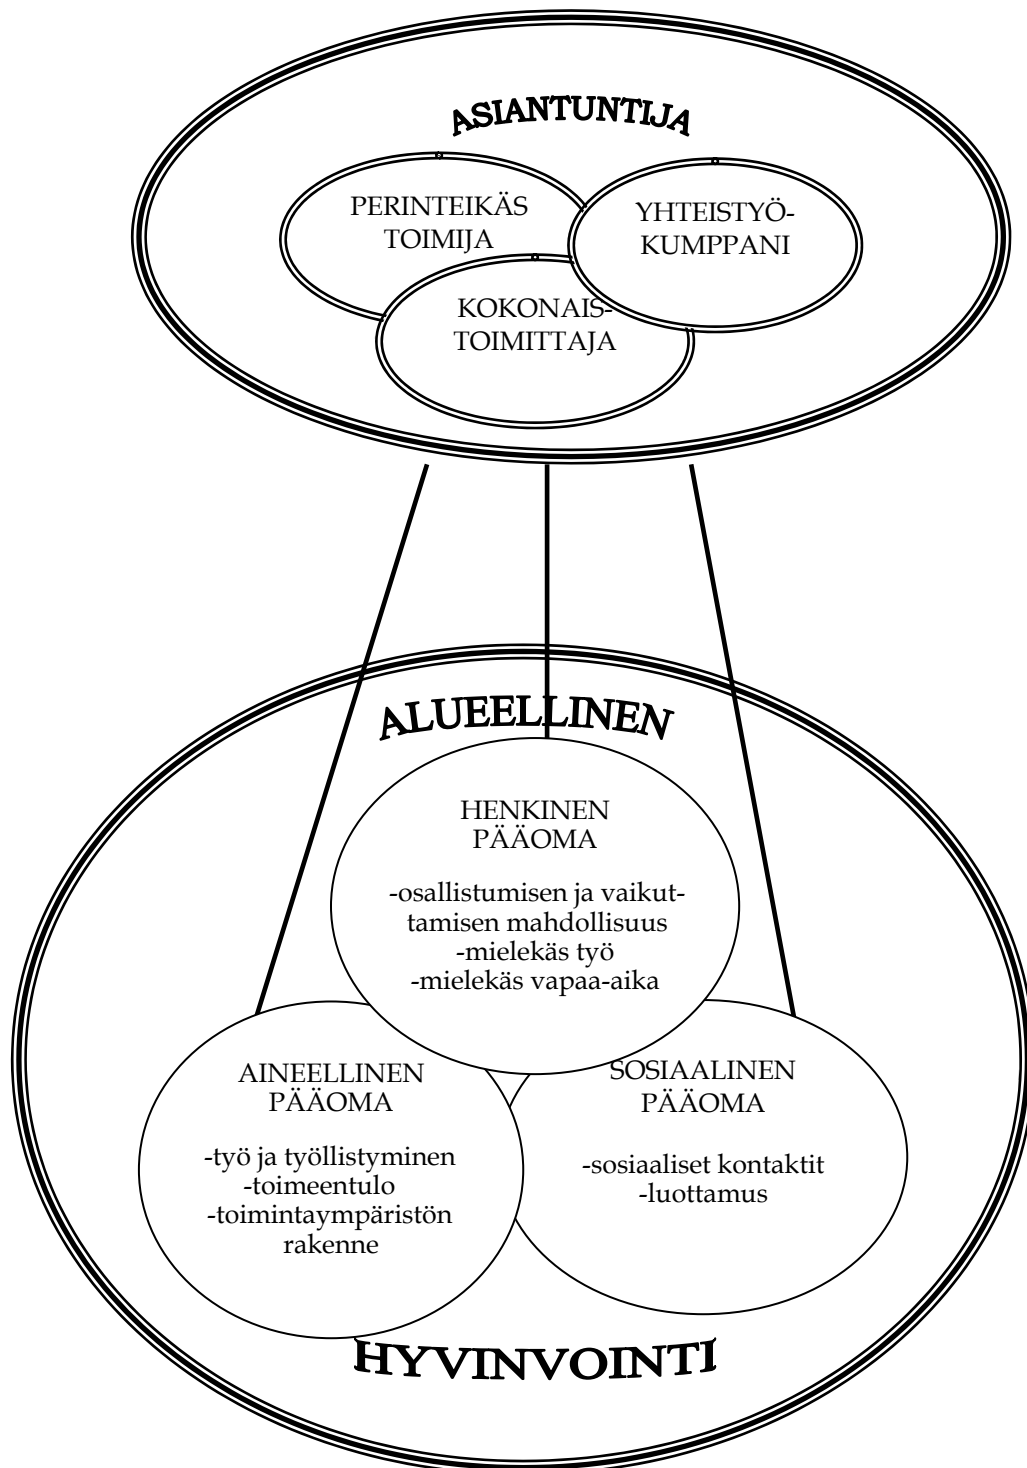 ASIANTUNTIJA
PERINTEIKÄS
TOIMIJA
YHTEISTYÖ-
KUMPPANI
KOKONAIS-
TOIMITTAJA
ALUEELLINEN
HENKINEN
PÄÄOMA
-osallistumisen ja vaikut-
tamisen mahdollisuus
-mielekäs työ
-mielekäs vapaa-aika
AINEELLINEN
PÄÄOMA
-työ ja työllistyminen
-toimeentulo
-toimintaympäristön
rakenne
SOSIAALINEN
PÄÄOMA
-sosiaaliset kontaktit
-luottamus
HYVINVOINTI